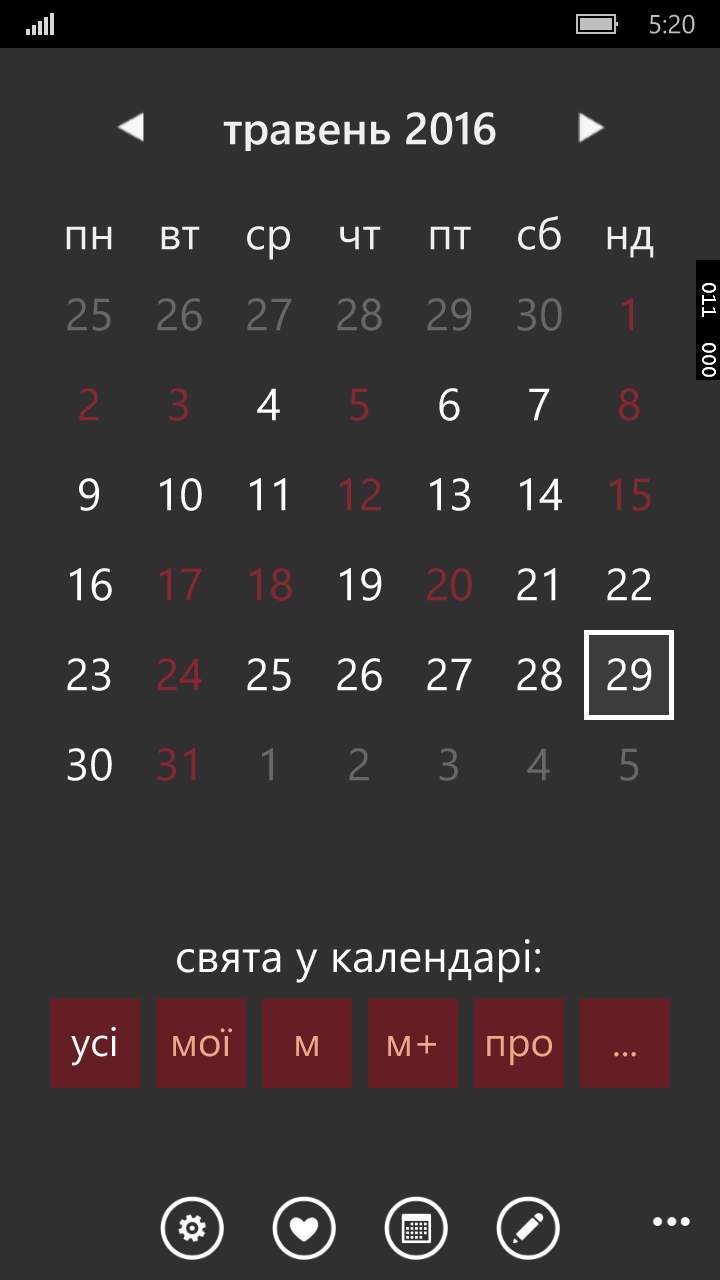 5:20
травень 2016
пн вт ср чт пт сб нд
25 26 27 28 29 30 1
2 3 4 5 6 7 8
9 10 11 12 13 14 15
16 17 18 19 20 21 22
23 24 25 26 27 28 29
30 31 1 2 3 4 5
011 000
свята у календарі:
усі мої м м+ про ...